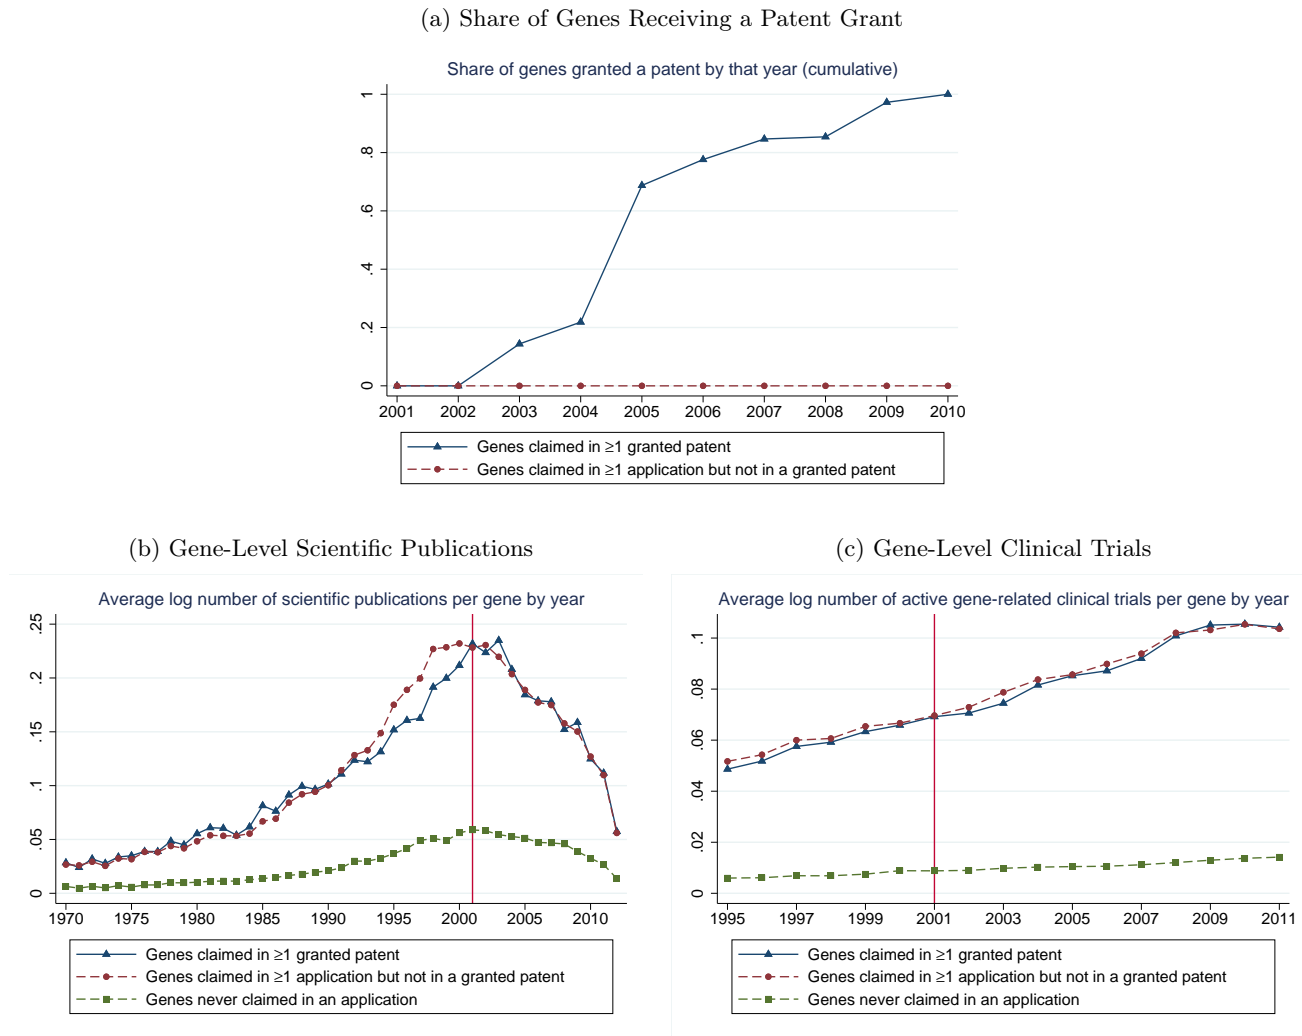 (a) Share of Genes Receiving a Patent Grant
Share of genes granted a patent by that year (cumulative)
1
.8
.6
.4
.2
0
2001 2002 2003 2004 2005 2006 2007 2008 2009 2010
Genes claimed in ≥1 granted patent
Genes claimed in ≥1 application but not in a granted patent
(b) Gene-Level Scientific Publications
Average log number of scientific publications per gene by year
.25
.2
.15
.1
.05
0
1970 1975 1980 1985 1990 1995 2000 2005 2010
Genes claimed in ≥1 granted patent
Genes claimed in ≥1 application but not in a granted patent
Genes never claimed in an application
(c) Gene-Level Clinical Trials
Average log number of active gene-related clinical trials per gene by year
.1
.08
.06
.04
.02
0
1995 1997 1999 2001 2003 2005 2007 2009 2011
Genes claimed in ≥1 granted patent
Genes claimed in ≥1 application but not in a granted patent
Genes never claimed in an application